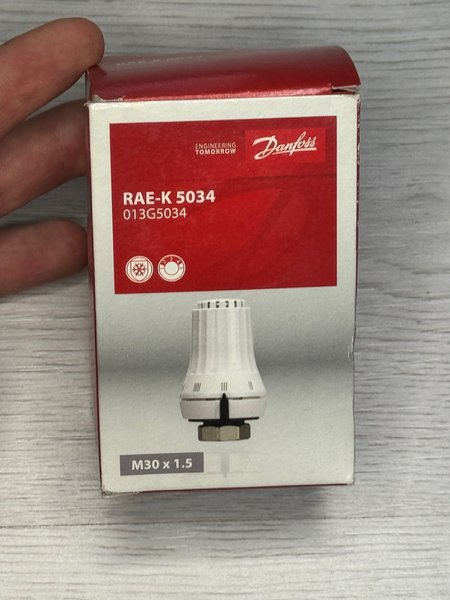 ENGINEERING
TOMORROW
Danfoss
RAE-K 5034
013G5034
M30 x 1.5